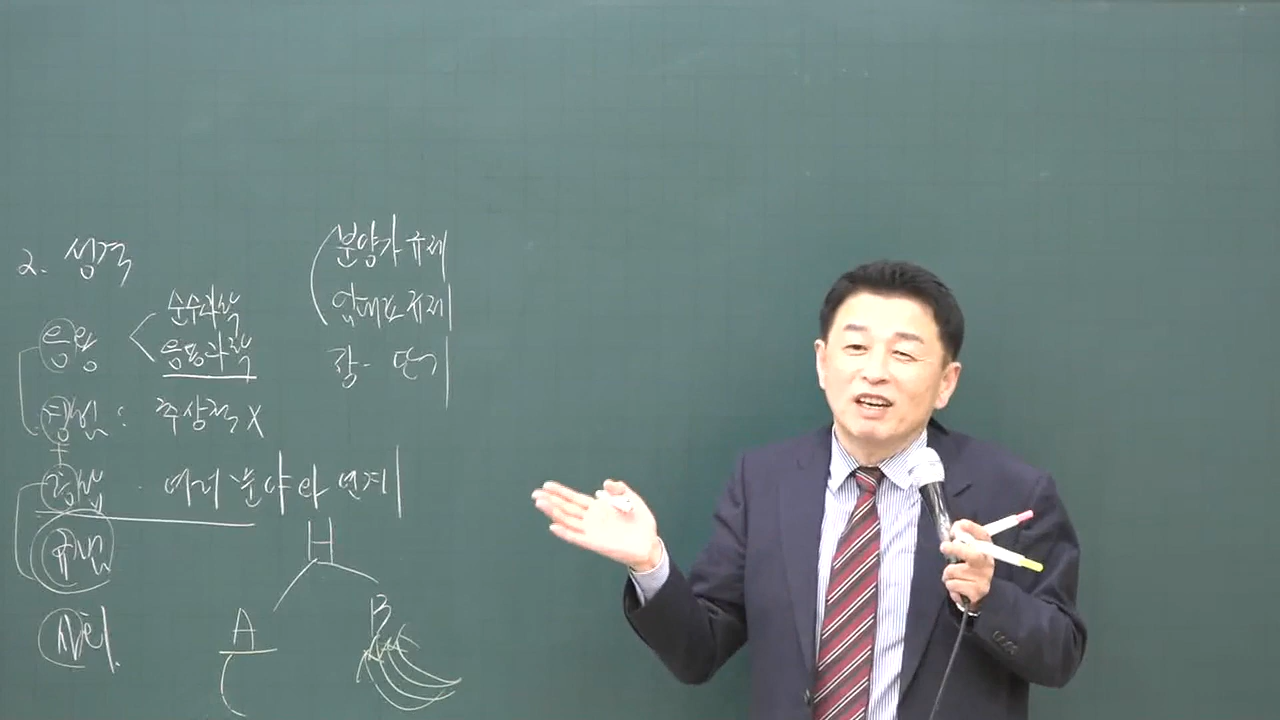 2. 성격
응용 < 순수과학
응용과학
경험 : 추상적 X
+
종합 · 여러 분야와 연계
규범
사회
분양가 규제
임대료 규제
장 - 단기
H
A B